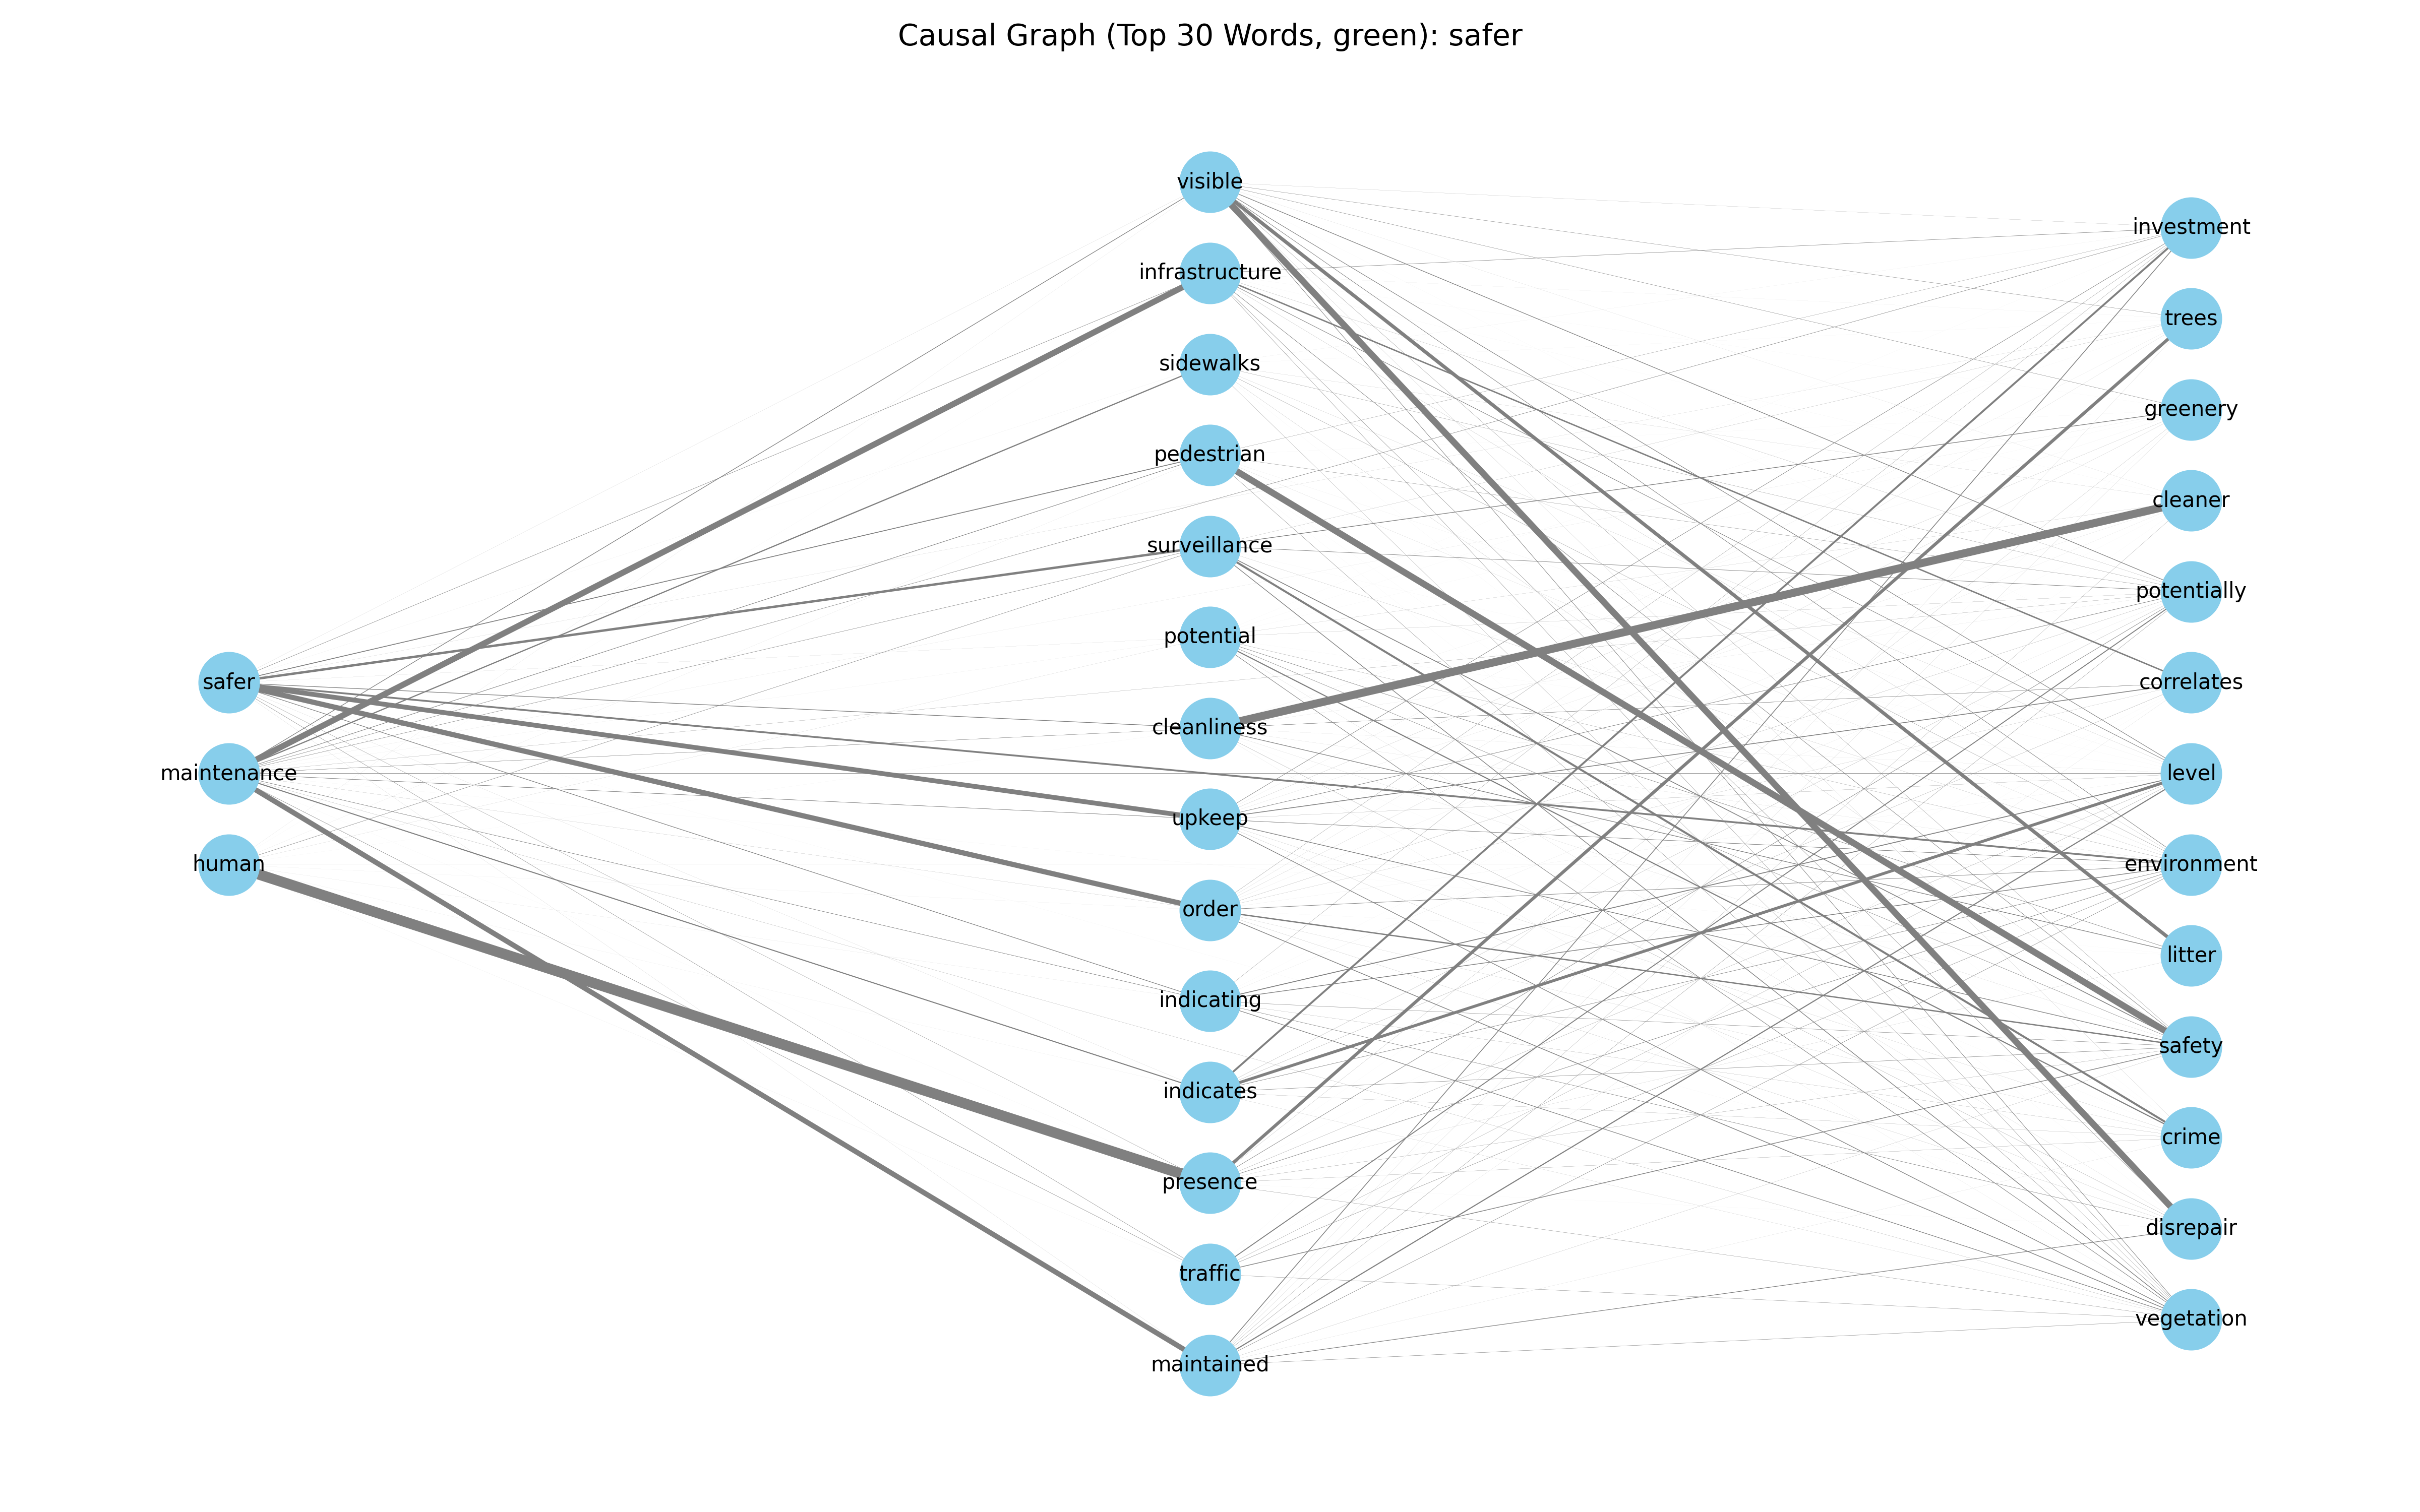 Causal Graph (Top 30 Words, green): safer
safer
maintenance
human
visible
infrastructure
sidewalks
pedestrian
surveillance
potential
cleanliness
upkeep
order
indicating
indicates
presence
traffic
maintained
investment
trees
greenery
cleaner
potentially
correlates
level
environment
litter
safety
crime
disrepair
vegetation